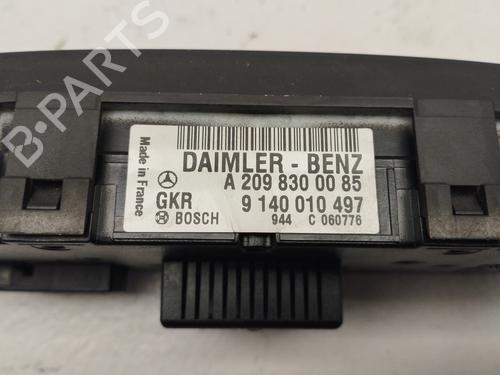 B-PARTS
Made in France
DAIMLER - BENZ
A 209 830 00 85
GKR 9 140 010 497
BOSCH 944 C 060776